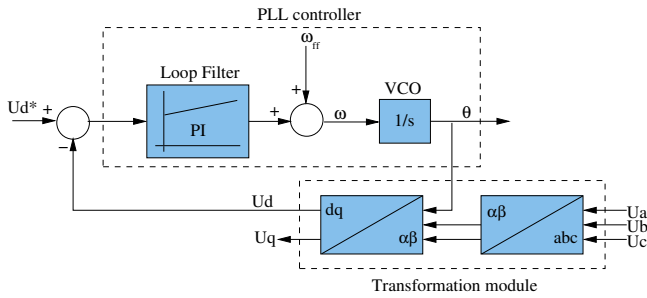 PLL controller
ω_ff
Loop Filter
VCO
Ud*
+
+
+
ω
θ
PI
1/s
−
Ud
dq
αβ
αβ
abc
Ua
Ub
Uc
Uq
Transformation module